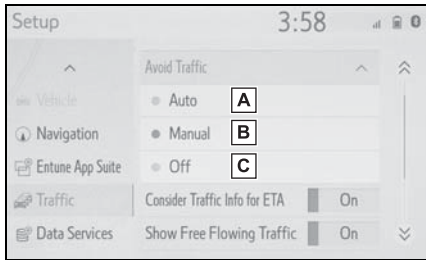 Setup
3:58
Avoid Traffic
Vehicle
Auto A
Navigation
Manual B
Entune App Suite
Off C
Traffic
Consider Traffic Info for ETA On
Data Services
Show Free Flowing Traffic On